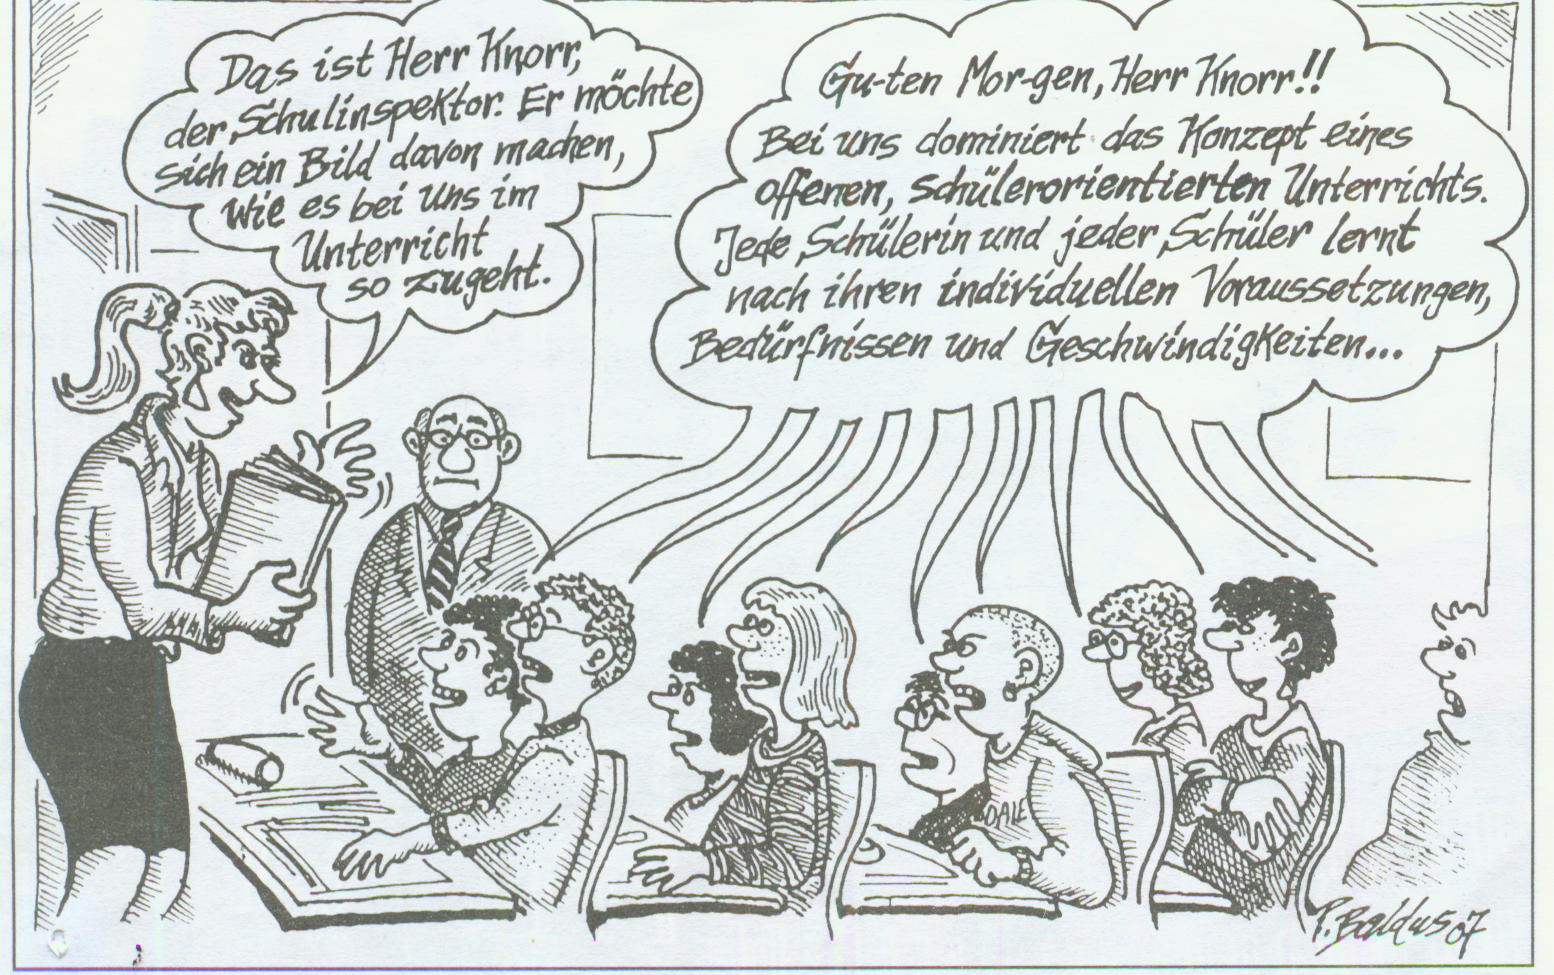 Das ist Herr Knorr,
der Schulinspektor. Er möchte
sich ein Bild davon machen,
wie es bei uns im
Unterricht
so zugeht.
Gu-ten Mor-gen, Herr Knorr!!
Bei uns dominiert das Konzept eines
offenen, schülerorientierten Unterrichts.
Jede Schülerin und jeder Schüler lernt
nach ihren individuellen Voraussetzungen,
Bedürfnissen und Geschwindigkeiten...
DALE
P. Baldus 07